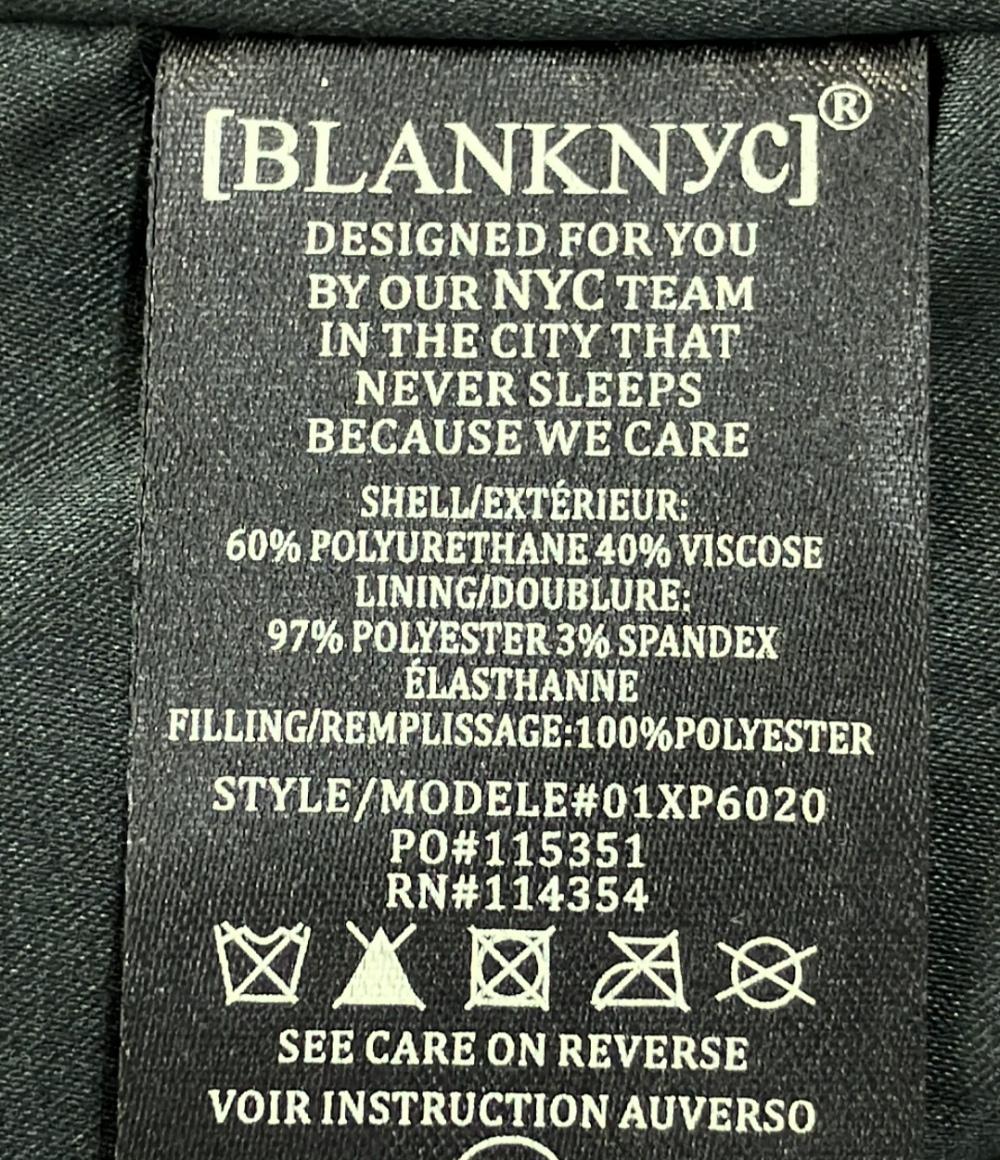 [BLANKNYC]®
DESIGNED FOR YOU
BY OUR NYC TEAM
IN THE CITY THAT
NEVER SLEEPS
BECAUSE WE CARE
SHELL/EXTÉRIEUR:
60% POLYURETHANE 40% VISCOSE
LINING/DOUBLURE:
97% POLYESTER 3% SPANDEX
ÉLASTHANNE
FILLING/REMPLISSAGE:100%POLYESTER
STYLE/MODELE#01XP6020
PO#115351
RN#114354
SEE CARE ON REVERSE
VOIR INSTRUCTION AUVERSO